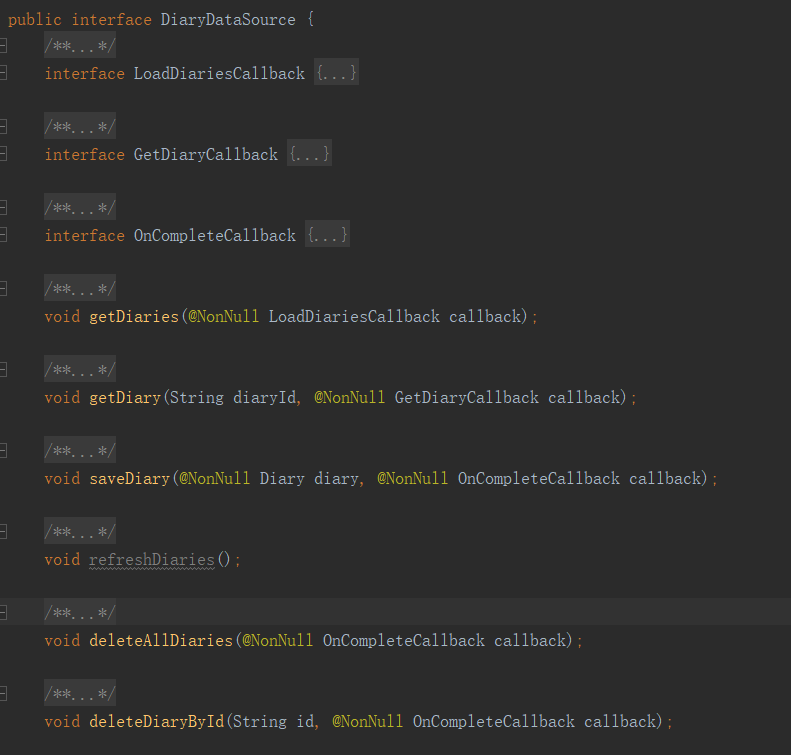 public interface DiaryDataSource {
/**...*/
interface LoadDiariesCallback {...}
/**...*/
interface GetDiaryCallback {...}
/**...*/
interface OnCompleteCallback {...}
/**...*/
void getDiaries(@NonNull LoadDiariesCallback callback);
/**...*/
void getDiary(String diaryId, @NonNull GetDiaryCallback callback);
/**...*/
void saveDiary(@NonNull Diary diary, @NonNull OnCompleteCallback callback);
/**...*/
void refreshDiaries();
/**...*/
void deleteAllDiaries(@NonNull OnCompleteCallback callback);
/**...*/
void deleteDiaryById(String id, @NonNull OnCompleteCallback callback);